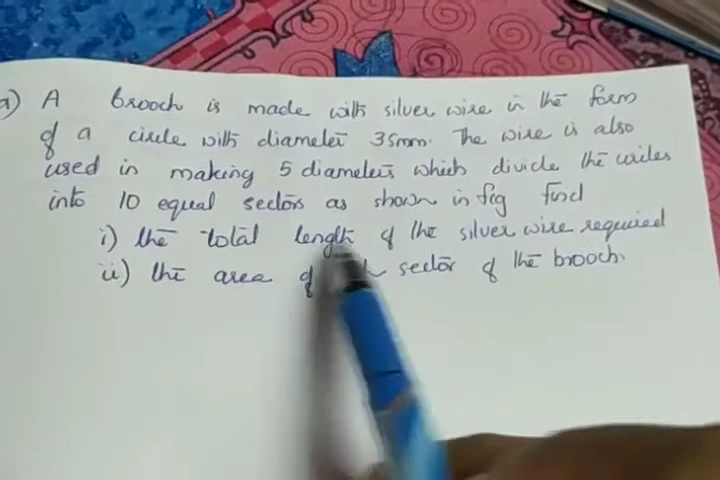 a) A brooch is made with silver wire in the form
of a circle with diameter 35mm. The wire is also
used in making 5 diameters which divide the circles
into 10 equal sectors as shown in fig find
i) the total length of the silver wire required
ii) the area of sector of the brooch.